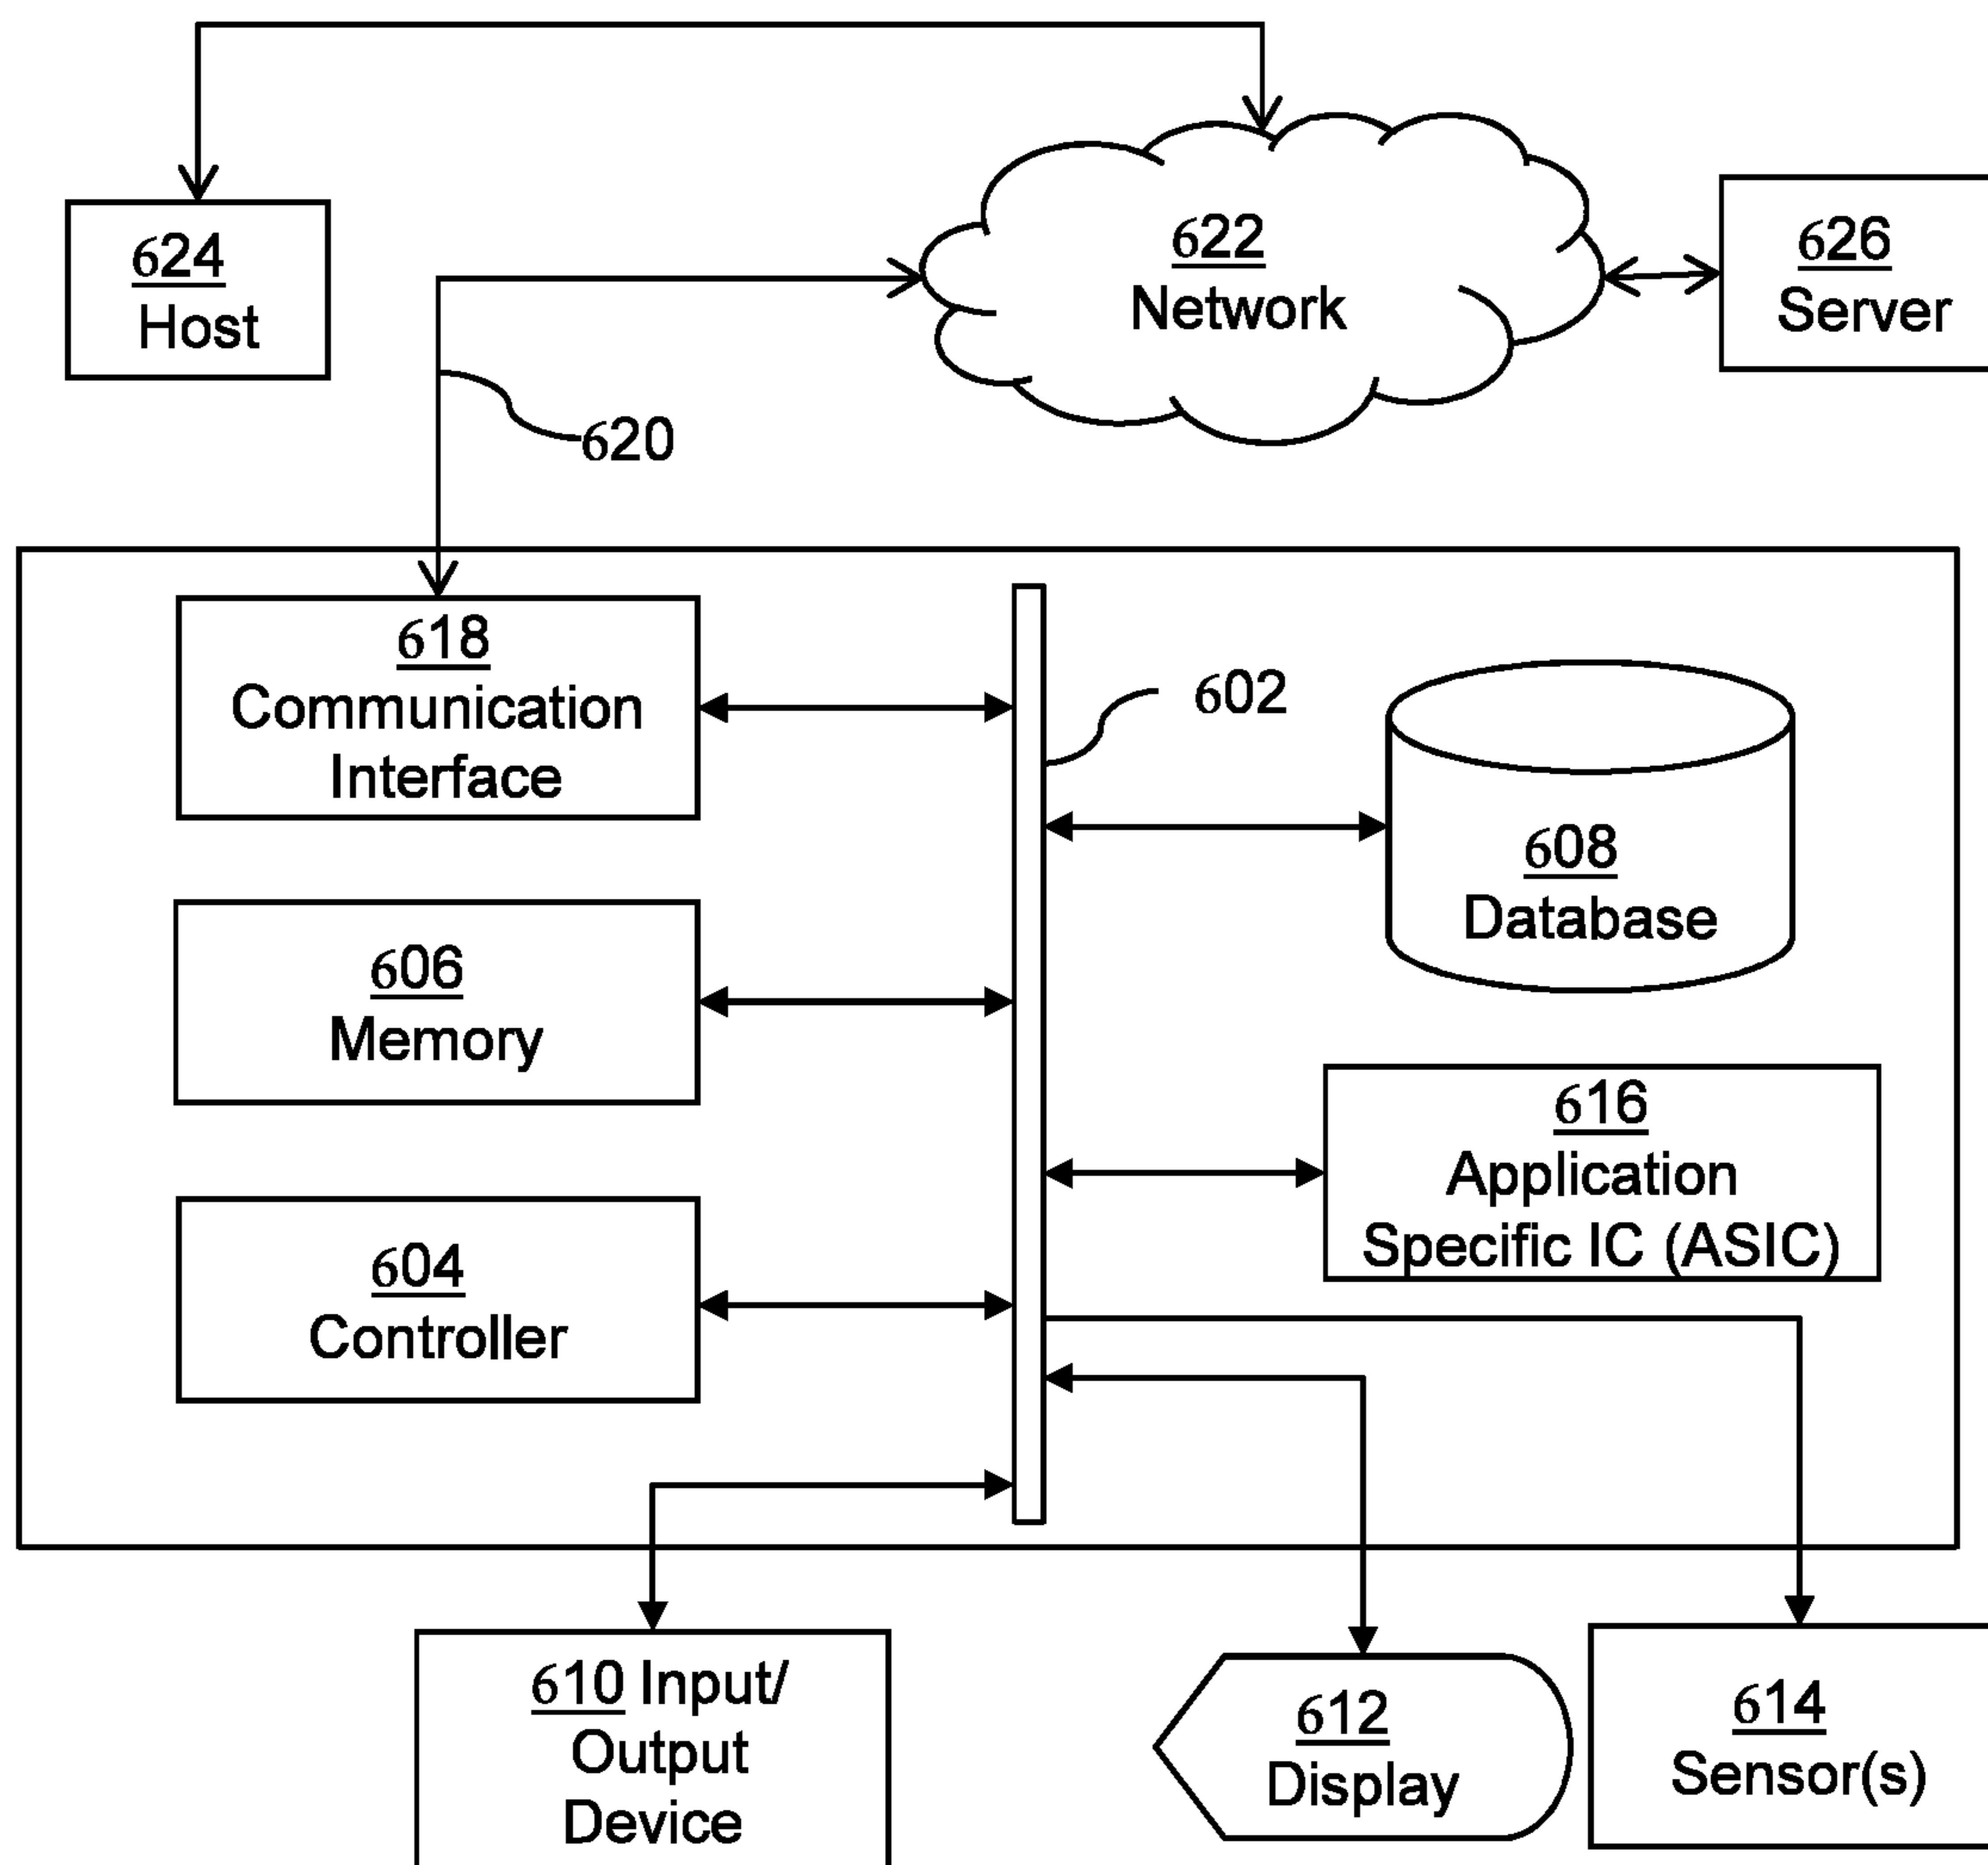 624
Host
622
Network
626
Server
620
618
Communication
Interface
602
608
Database
606
Memory
616
Application
Specific IC (ASIC)
604
Controller
610 Input/
Output
Device
612
Display
614
Sensor(s)